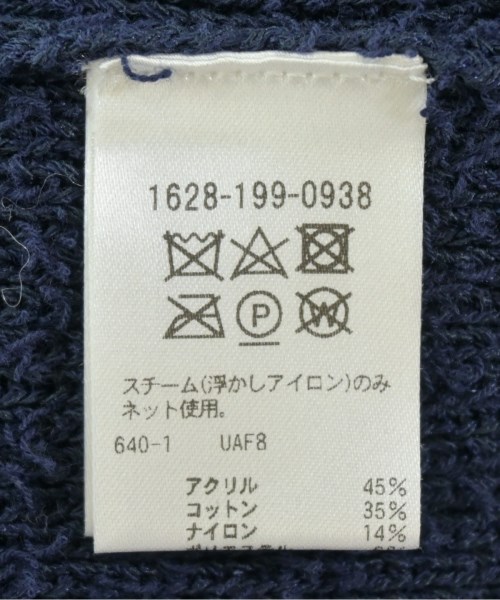 1628-199-0938
P W
スチーム(浮かしアイロン)のみ
ネット使用。
640-1 UAF8
アクリル 45%
コットン 35%
ナイロン 14%